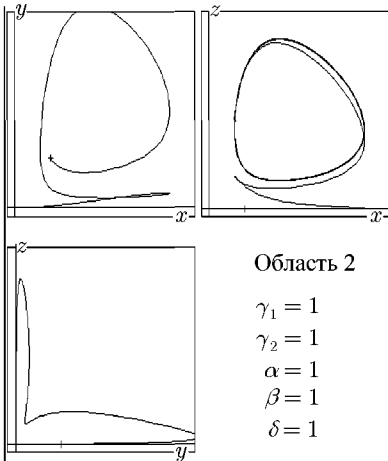 y
z
x
x
z
y
Область 2
γ₁ = 1
γ₂ = 1
α = 1
β = 1
δ = 1